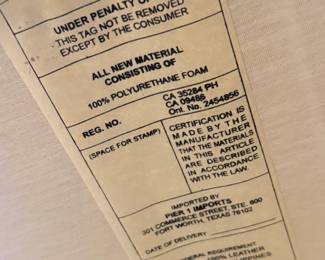 UNDER PENALTY OF
THIS TAG NOT BE REMOVED
EXCEPT BY THE CONSUMER
ALL NEW MATERIAL
CONSISTING OF
100% POLYURETHANE FOAM
REG. NO.
CA 35284 PH
CA 09486
Ont. No. 2454856
(SPACE FOR STAMP)
CERTIFICATION IS
MADE BY THE
MANUFACTURER
THAT THE MATERIALS
IN THIS ARTICLE
ARE DESCRIBED
IN ACCORDANCE
WITH THE LAW.
IMPORTED BY
PIER 1 IMPORTS
301 COMMERCE STREET, STE. 600
FORT WORTH, TEXAS 76102
DATE OF DELIVERY
REQUIREMENT
100% LEATHER